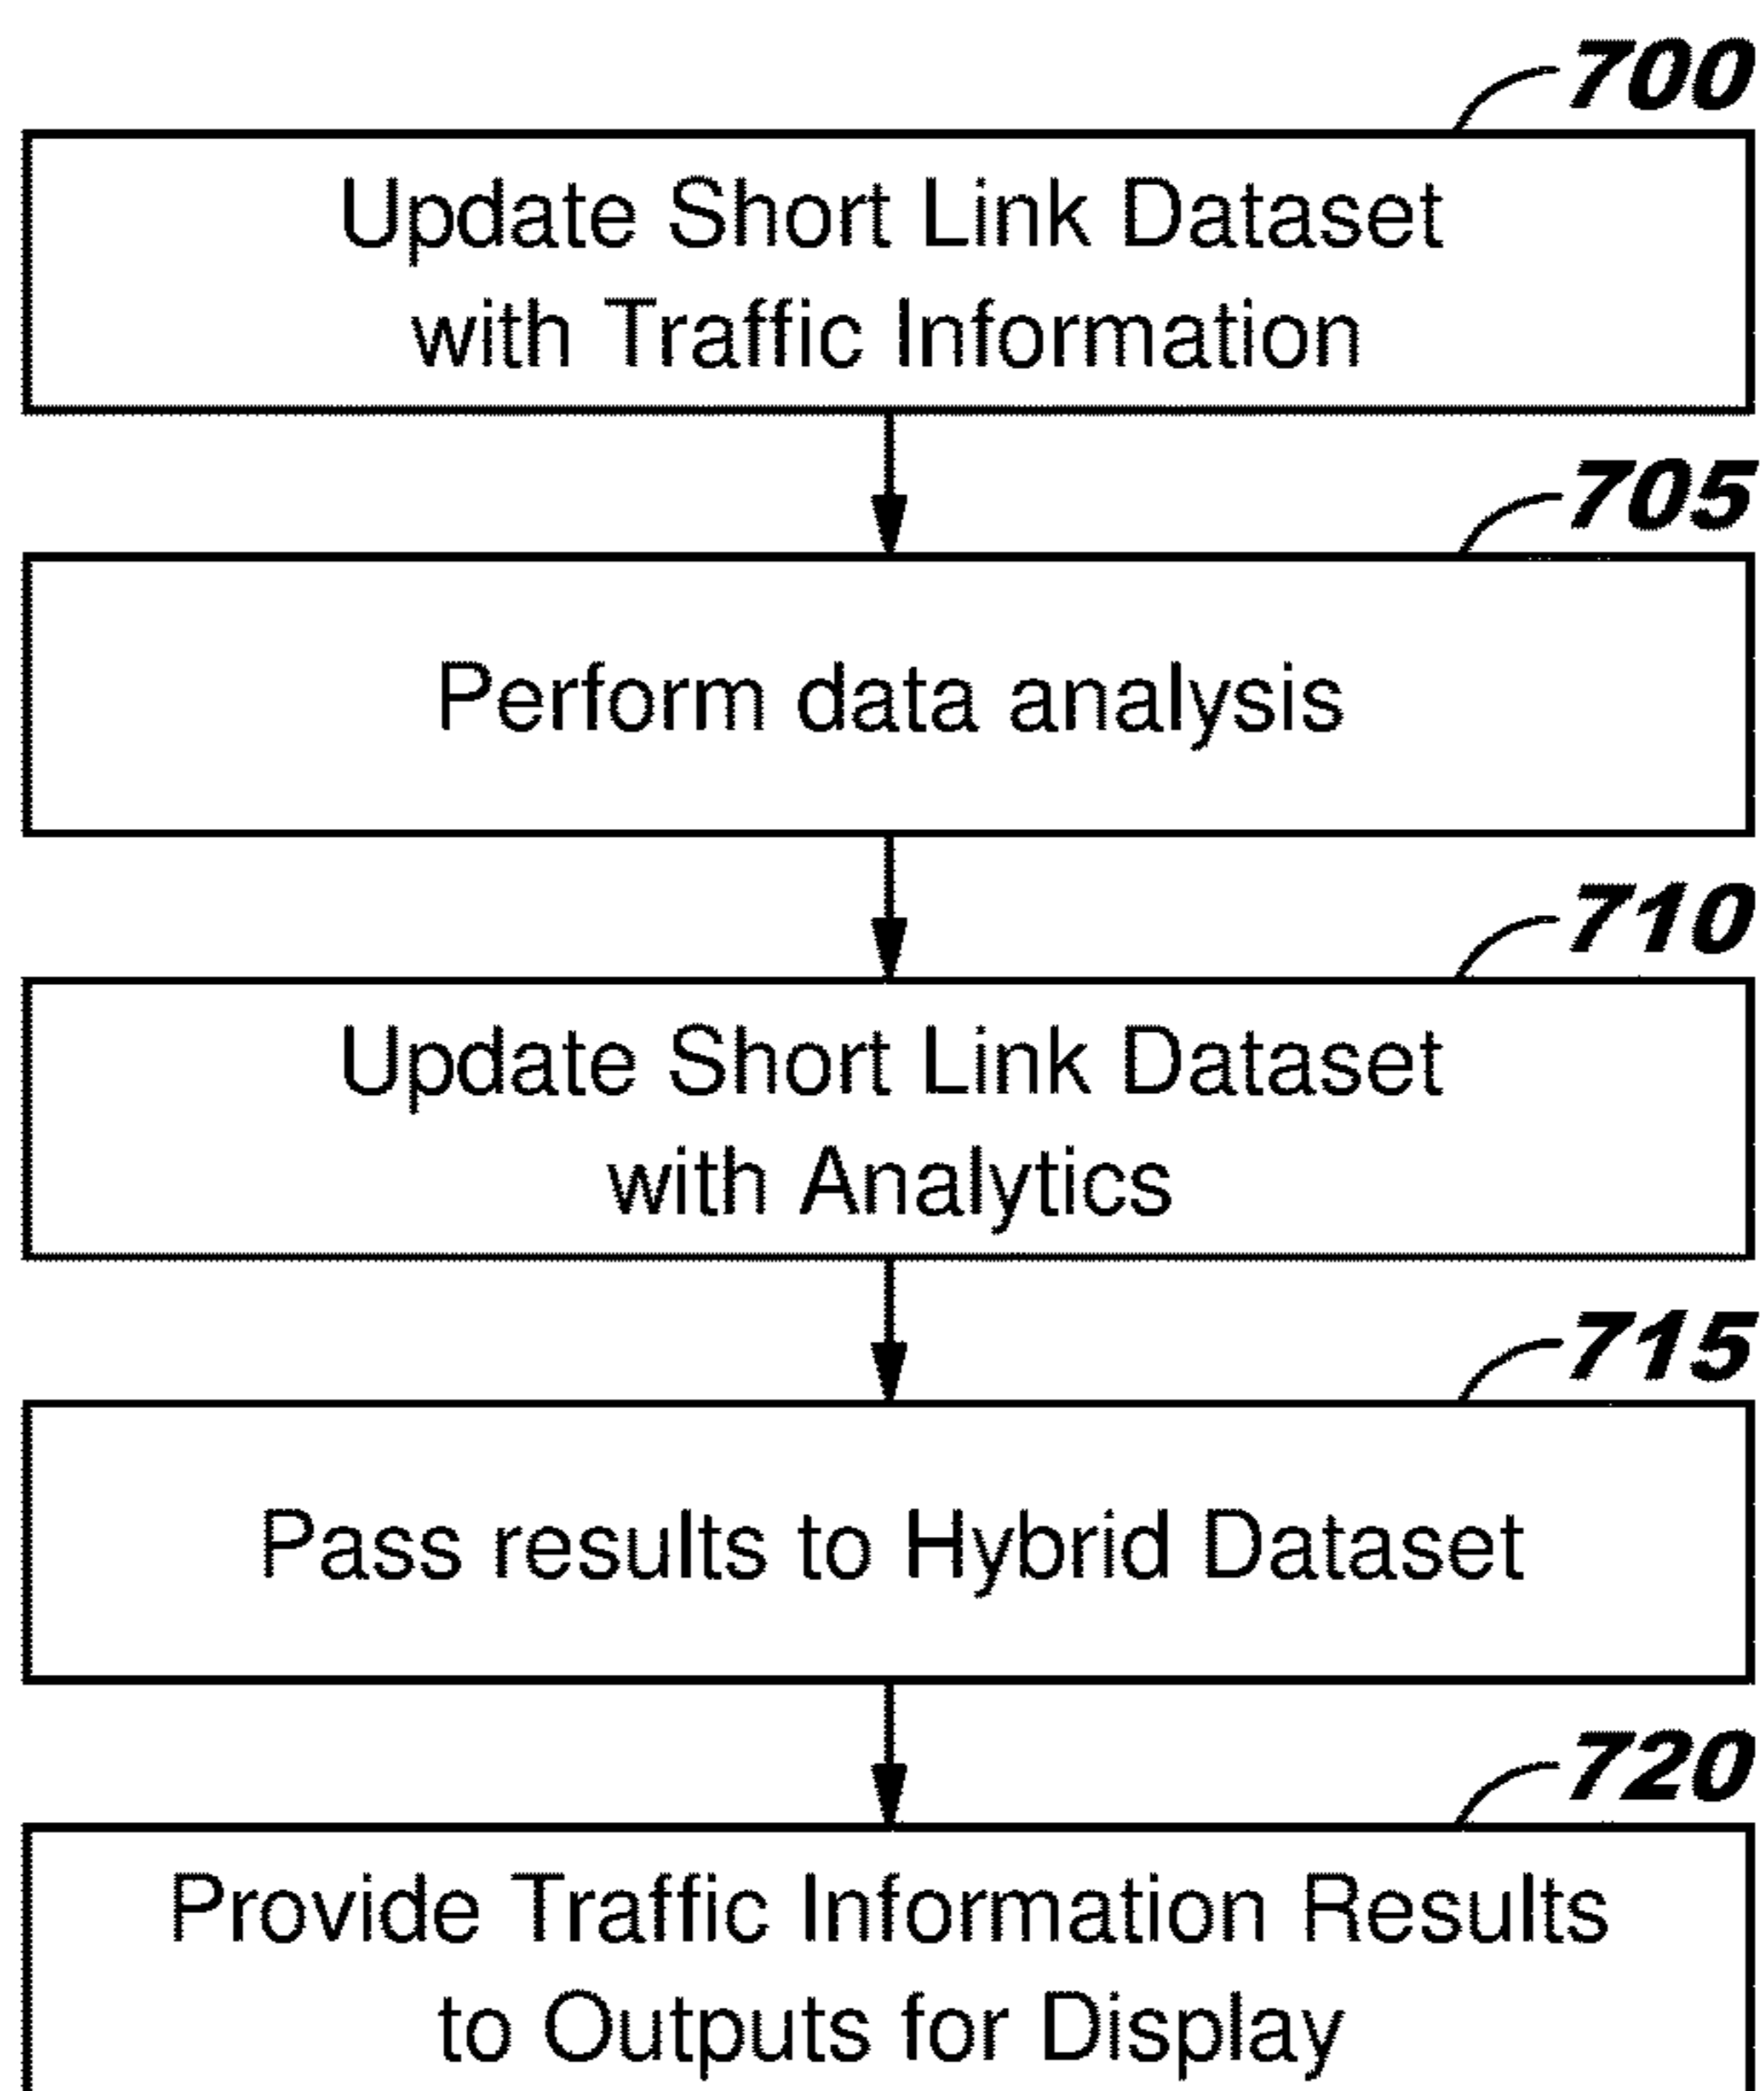 700
Update Short Link Dataset
with Traffic Information
705
Perform data analysis
710
Update Short Link Dataset
with Analytics
715
Pass results to Hybrid Dataset
720
Provide Traffic Information Results
to Outputs for Display